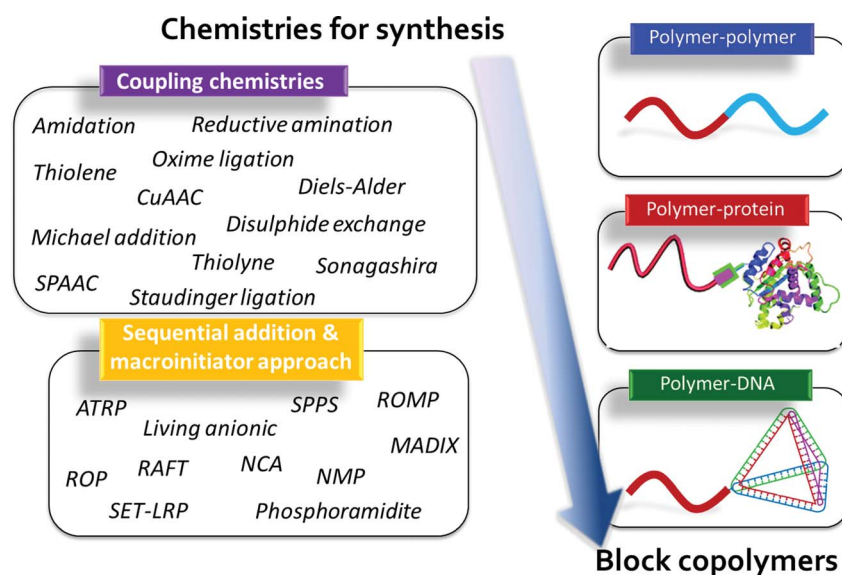 Chemistries for synthesis
Coupling chemistries
Amidation
Reductive amination
Thiolene
Oxime ligation
CuAAC
Diels-Alder
Michael addition
Disulphide exchange
SPAAC
Thiolyne
Sonagashira
Staudinger ligation
Sequential addition &
macroinitiator approach
ATRP
SPPS
ROMP
Living anionic
MADIX
ROP
RAFT
NCA
NMP
SET-LRP
Phosphoramidite
Polymer-polymer
Polymer-protein
Polymer-DNA
Block copolymers